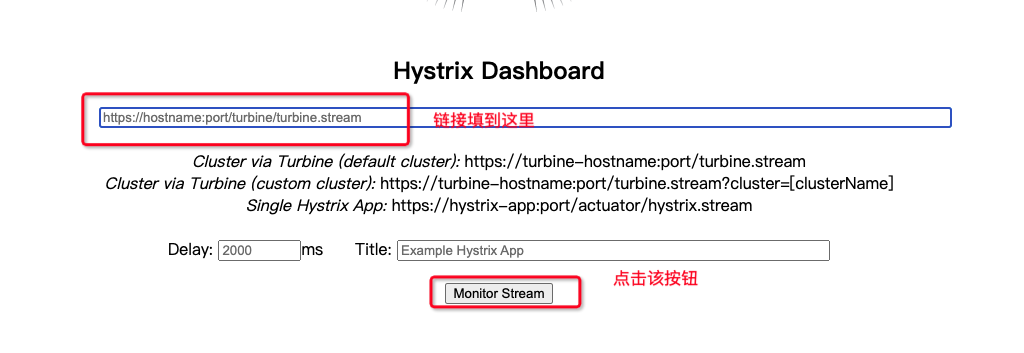 Hystrix Dashboard
https://hostname:port/turbine/turbine.stream 链接填到这里
Cluster via Turbine (default cluster): https://turbine-hostname:port/turbine.stream
Cluster via Turbine (custom cluster): https://turbine-hostname:port/turbine.stream?cluster=[clusterName]
Single Hystrix App: https://hystrix-app:port/actuator/hystrix.stream
Delay: 2000 ms Title: Example Hystrix App
点击该按钮
Monitor Stream